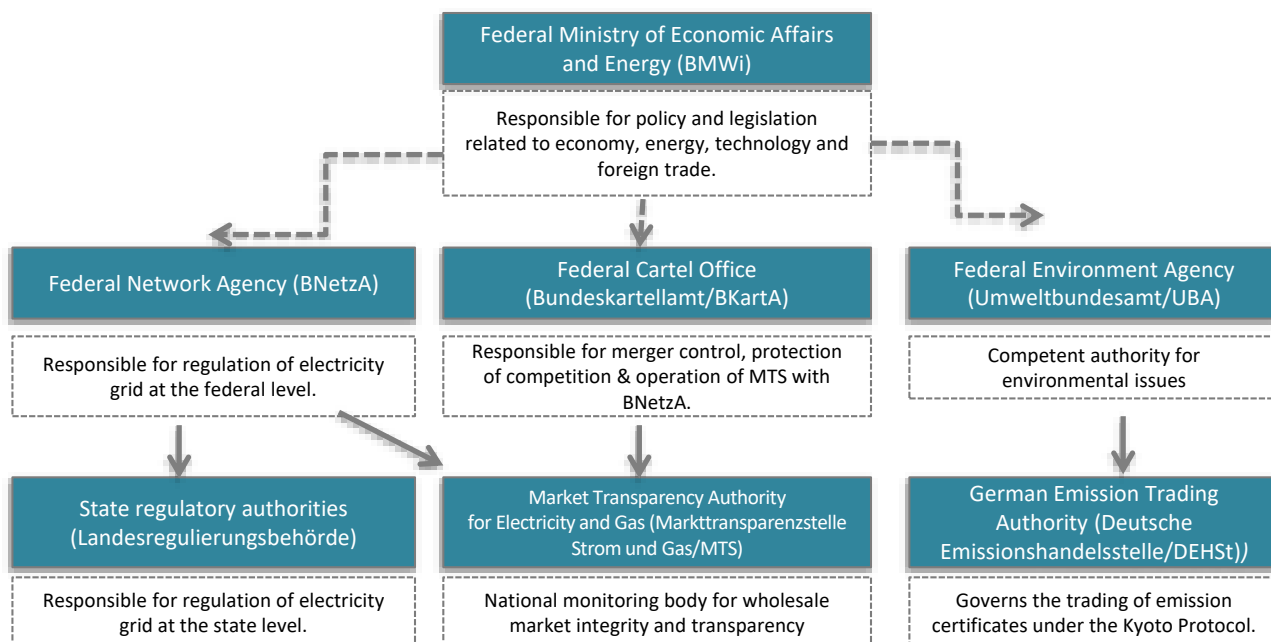 Federal Ministry of Economic Affairs
and Energy (BMWi)
Responsible for policy and legislation
related to economy, energy, technology and
foreign trade.
Federal Network Agency (BNetzA)
Responsible for regulation of electricity
grid at the federal level.
Federal Cartel Office
(Bundeskartellamt/BKartA)
Responsible for merger control, protection
of competition & operation of MTS with
BNetzA.
Federal Environment Agency
(Umweltbundesamt/UBA)
Competent authority for
environmental issues
State regulatory authorities
(Landesregulierungsbehörde)
Responsible for regulation of electricity
grid at the state level.
Market Transparency Authority
for Electricity and Gas (Markttransparenzstelle
Strom und Gas/MTS)
National monitoring body for wholesale
market integrity and transparency
German Emission Trading
Authority (Deutsche
Emissionshandelsstelle/DEHSt))
Governs the trading of emission
certificates under the Kyoto Protocol.